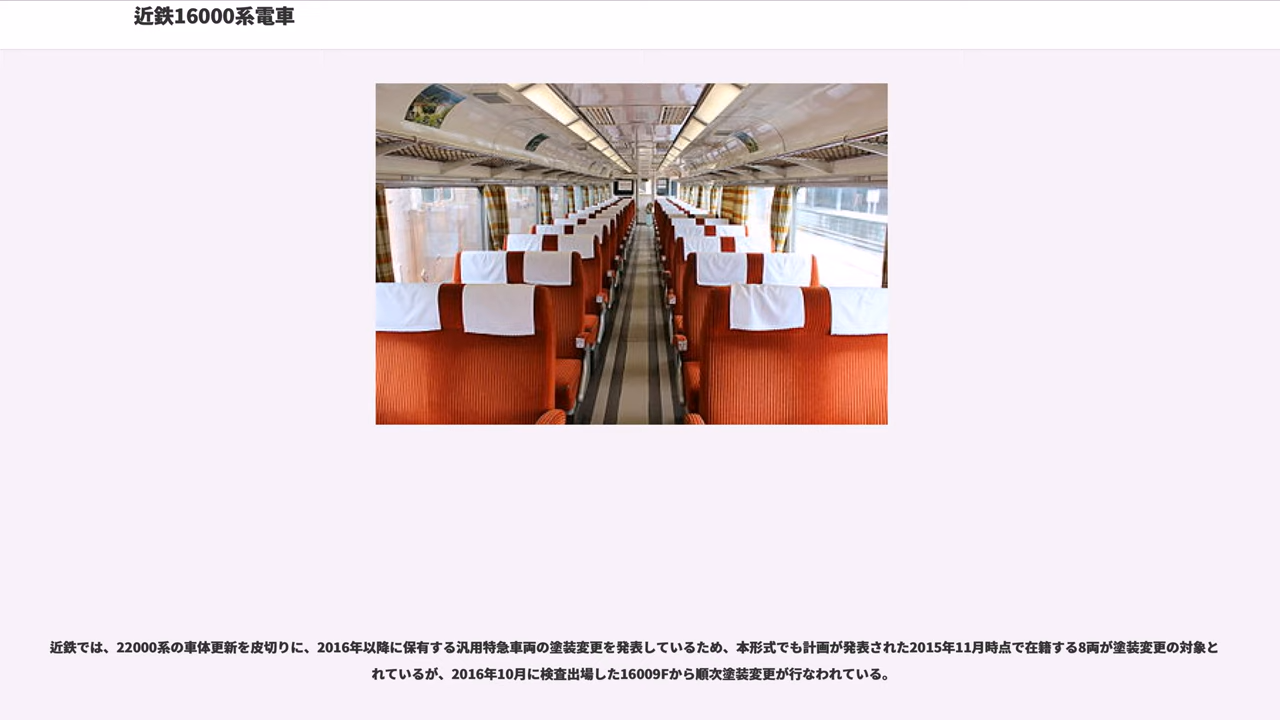 近鉄16000系電車
近鉄では、22000系の車体更新を皮切りに、2016年以降に保有する汎用特急車両の塗装変更を発表しているため、本形式でも計画が発表された2015年11月時点で在籍する8両が塗装変更の対象と
れているが、2016年10月に検査出場した16009Fから順次塗装変更が行なわれている。